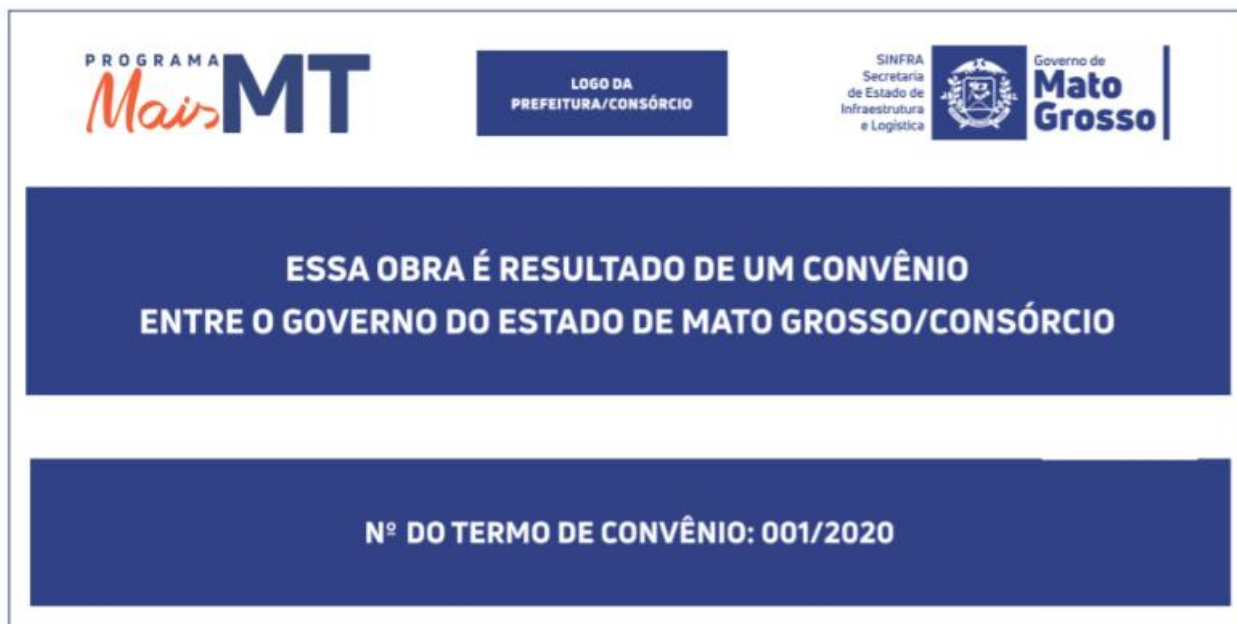 PROGRAMA
Mais MT
LOGO DA
PREFEITURA/CONSÓRCIO
SINFRA
Secretaria
de Estado de
Infraestrutura
e Logística
Governo de
Mato
Grosso
ESSA OBRA É RESULTADO DE UM CONVÊNIO
ENTRE O GOVERNO DO ESTADO DE MATO GROSSO/CONSÓRCIO
Nº DO TERMO DE CONVÊNIO: 001/2020